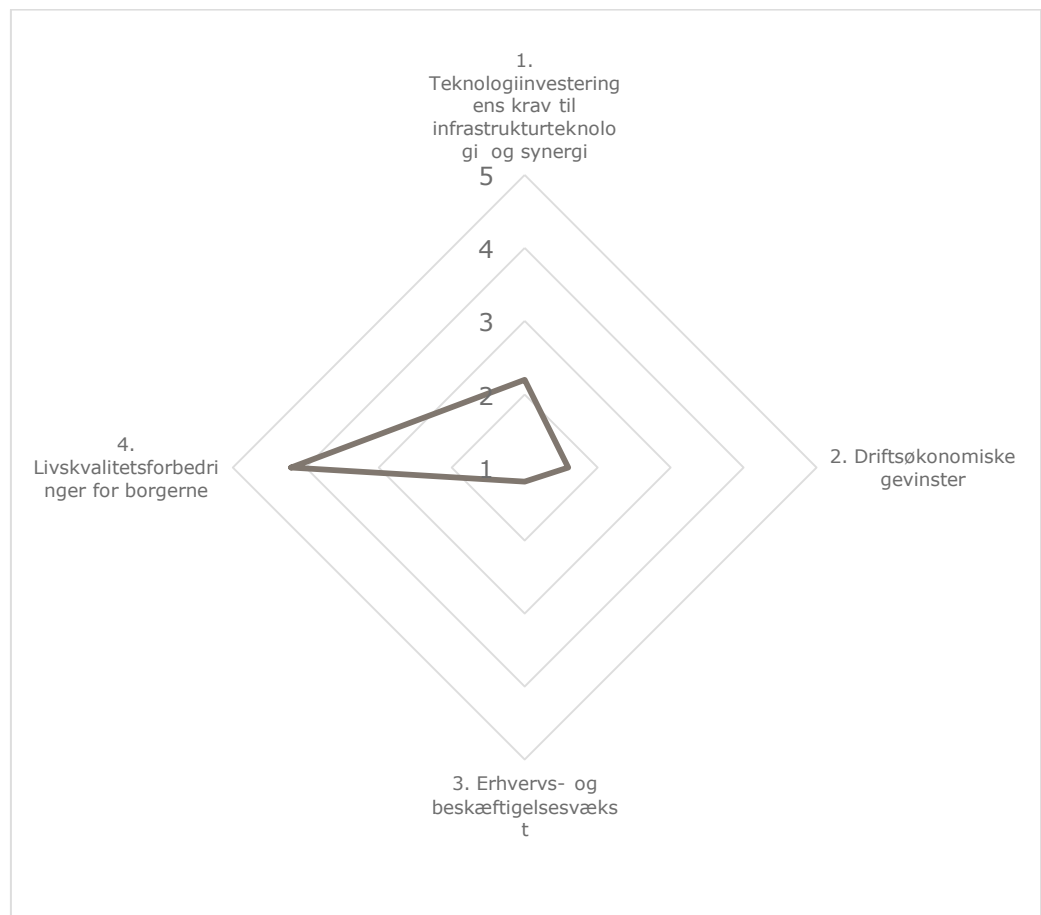 1.
Teknologiinvestering
ens krav til
infrastrukturteknolo
gi og synergi
5
4
3
2
1
2. Driftsøkonomiske
gevinster
4.
Livskvalitetsforbedri
nger for borgerne
3. Erhvervs- og
beskæftigelsesvæks
t